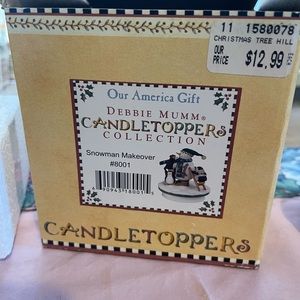 11 1580078
CHRISTMAS TREE HILL
OUR
PRICE $12.99
Our America Gift
DEBBIE MUMM®
CANDLETOPPERS
COLLECTION
Snowman Makeover
#8001
CANDLETOPPERS